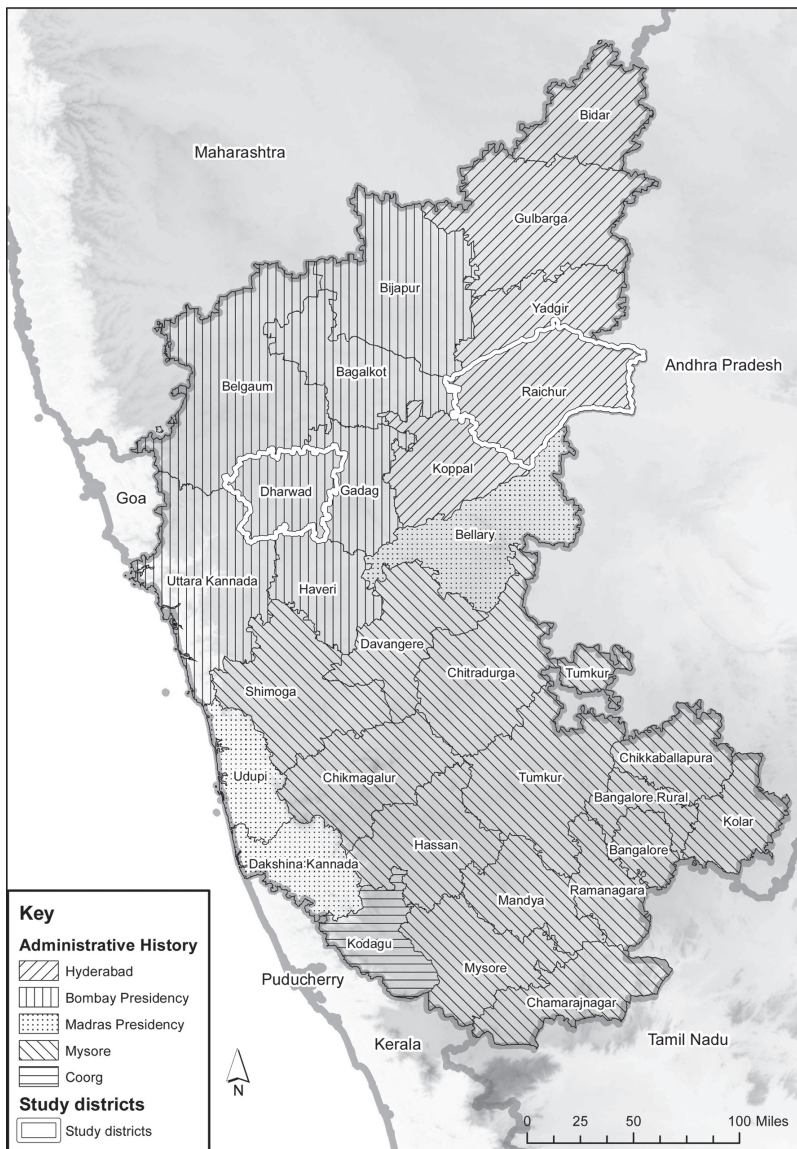 Bidar
Maharashtra
Gulbarga
Bijapur
Yadgir
Andhra Pradesh
Bagalkot
Belgaum
Raichur
Koppal
Goa
Dharwad
Gadag
Bellary
Uttara Kannada
Haveri
Davangere
Chitradurga
Tumkur
Shimoga
Chikkaballapura
Udupi
Chikmagalur
Tumkur
Bangalore Rural
Kolar
Hassan
Bangalore
Dakshina Kannada
Ramanagara
Mandya
Kodagu
Mysore
Puducherry
Chamarajnagar
Kerala
Tamil Nadu
Key
Administrative History
Hyderabad
Bombay Presidency
Madras Presidency
Mysore
Coorg
Study districts
Study districts
N
0 25 50 100 Miles